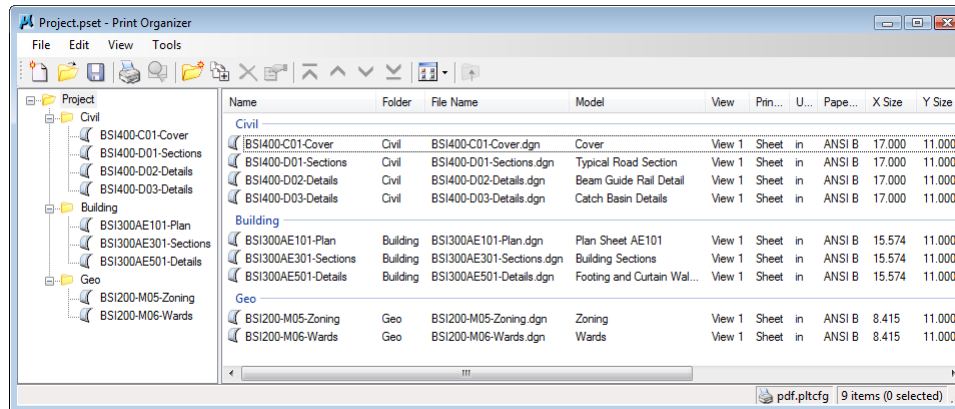 Project.pset - Print Organizer
File Edit View Tools
Project
Civil
BSI400-C01-Cover
BSI400-D01-Sections
BSI400-D02-Details
BSI400-D03-Details
Building
BSI300AE101-Plan
BSI300AE301-Sections
BSI300AE501-Details
Geo
BSI200-M05-Zoning
BSI200-M06-Wards
Name Folder File Name Model View Prin... U... Pape... X Size Y Size
Civil
BSI400-C01-Cover Civil BSI400-C01-Cover.dgn Cover View 1 Sheet in ANSI B 17.000 11.000
BSI400-D01-Sections Civil BSI400-D01-Sections.dgn Typical Road Section View 1 Sheet in ANSI B 17.000 11.000
BSI400-D02-Details Civil BSI400-D02-Details.dgn Beam Guide Rail Detail View 1 Sheet in ANSI B 17.000 11.000
BSI400-D03-Details Civil BSI400-D03-Details.dgn Catch Basin Details View 1 Sheet in ANSI B 17.000 11.000
Building
BSI300AE101-Plan Building BSI300AE101-Plan.dgn Plan Sheet AE101 View 1 Sheet in ANSI B 15.574 11.000
BSI300AE301-Sections Building BSI300AE301-Sections.dgn Building Sections View 1 Sheet in ANSI B 15.574 11.000
BSI300AE501-Details Building BSI300AE501-Details.dgn Footing and Curtain Wal... View 1 Sheet in ANSI B 15.574 11.000
Geo
BSI200-M05-Zoning Geo BSI200-M05-Zoning.dgn Zoning View 1 Sheet in ANSI B 8.415 11.000
BSI200-M06-Wards Geo BSI200-M06-Wards.dgn Wards View 1 Sheet in ANSI B 8.415 11.000
pdf.pltcfg 9 items (0 selected)